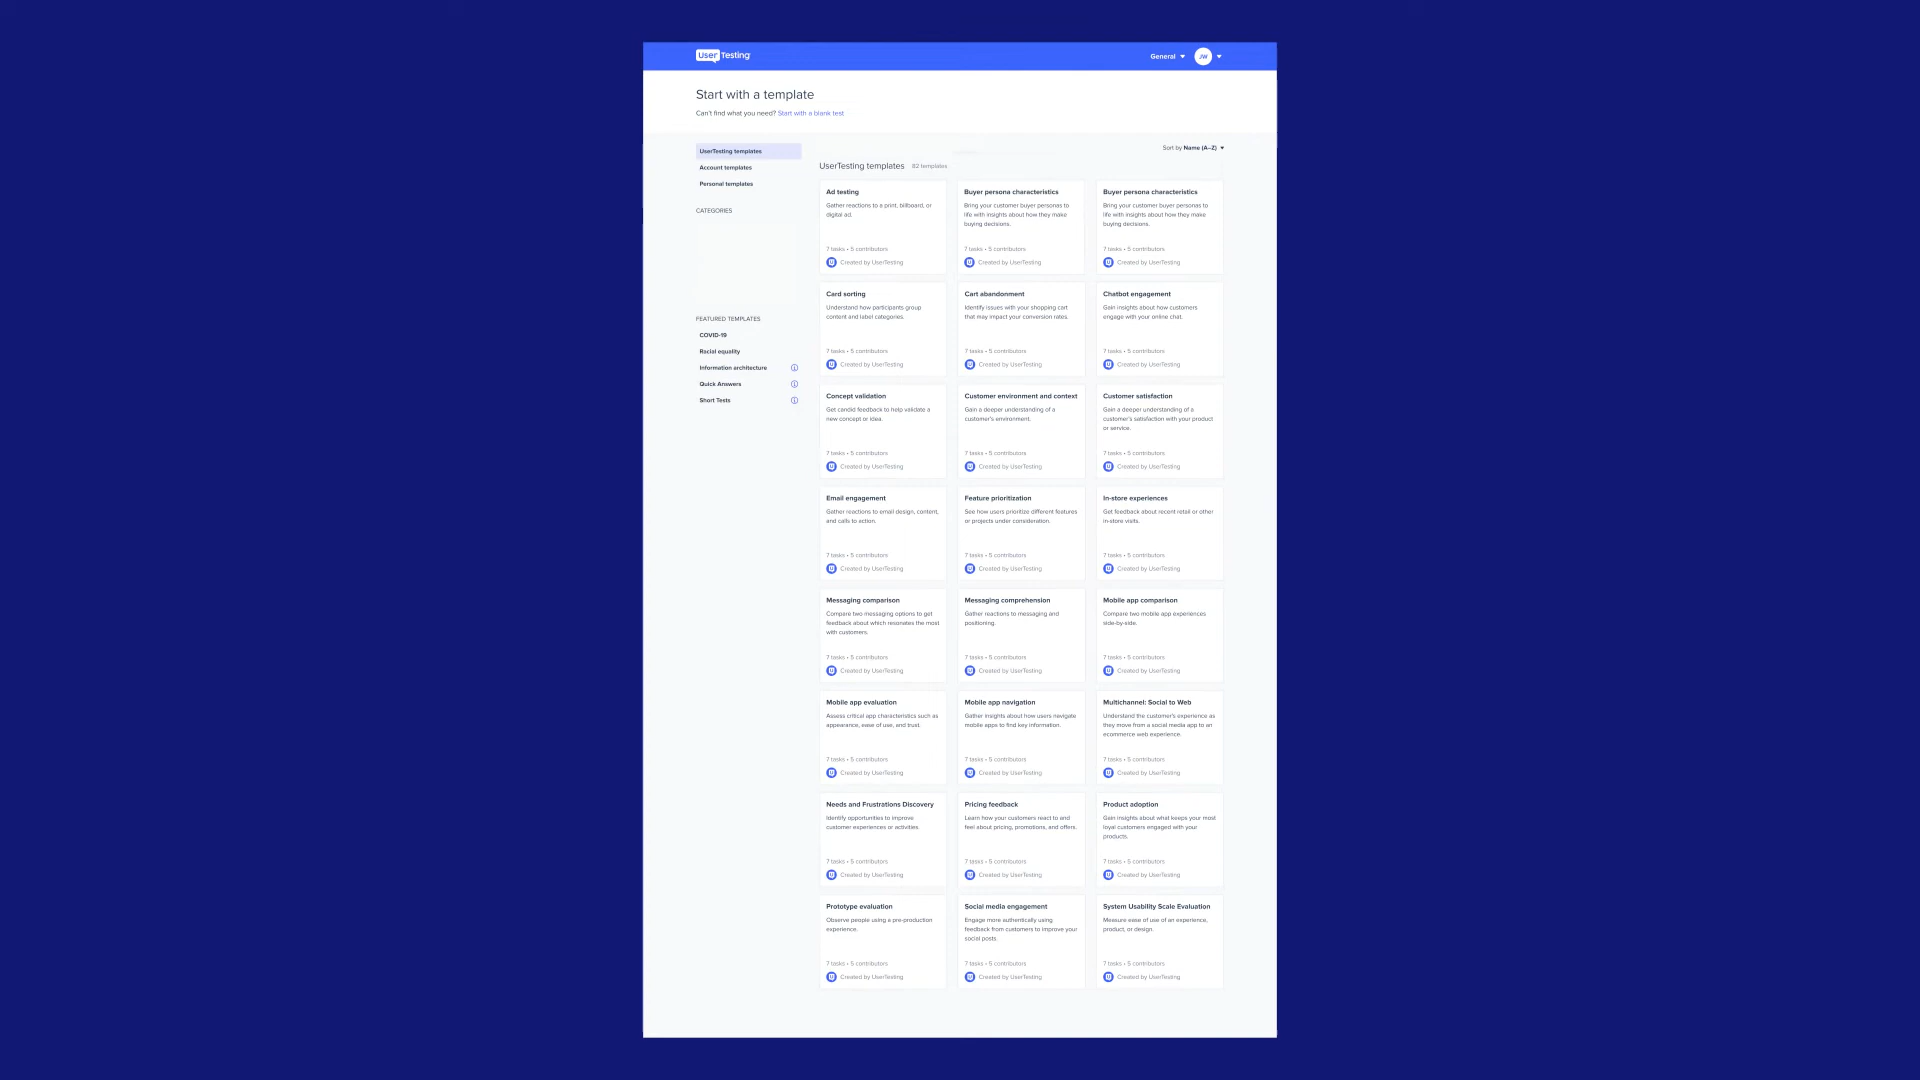 UserTesting
General
JW
Start with a template
Can't find what you need? Start with a blank test
UserTesting templates
Account templates
Personal templates
CATEGORIES
FEATURED TEMPLATES
COVID-19
Racial equality
Information architecture
Quick Answers
Short Tests
Sort by Name (A–Z)
UserTesting templates 82 templates
Ad testing
Gather reactions to a print, billboard, or
digital ad.
7 tasks • 5 contributors
Created by UserTesting
Buyer persona characteristics
Bring your customer buyer personas to
life with insights about how they make
buying decisions.
7 tasks • 5 contributors
Created by UserTesting
Buyer persona characteristics
Bring your customer buyer personas to
life with insights about how they make
buying decisions.
7 tasks • 5 contributors
Created by UserTesting
Card sorting
Understand how participants group
content and label categories.
7 tasks • 5 contributors
Created by UserTesting
Cart abandonment
Identify issues with your shopping cart
that may impact your conversion rates.
7 tasks • 5 contributors
Created by UserTesting
Chatbot engagement
Gain insights about how customers
engage with your online chat.
7 tasks • 5 contributors
Created by UserTesting
Concept validation
Get candid feedback to help validate a
new concept or idea.
7 tasks • 5 contributors
Created by UserTesting
Customer environment and context
Gain a deeper understanding of a
customer's environment.
7 tasks • 5 contributors
Created by UserTesting
Customer satisfaction
Gain a deeper understanding of a
customer's satisfaction with your product
or service.
7 tasks • 5 contributors
Created by UserTesting
Email engagement
Gather reactions to email design, content,
and calls to action.
7 tasks • 5 contributors
Created by UserTesting
Feature prioritization
See how users prioritize different features
or projects under consideration.
7 tasks • 5 contributors
Created by UserTesting
In-store experiences
Get feedback about recent retail or other
in-store visits.
7 tasks • 5 contributors
Created by UserTesting
Messaging comparison
Compare two messaging options to get
feedback about which resonates the most
with customers.
7 tasks • 5 contributors
Created by UserTesting
Messaging comprehension
Gather reactions to messaging and
positioning.
7 tasks • 5 contributors
Created by UserTesting
Mobile app comparison
Compare two mobile app experiences
side-by-side.
7 tasks • 5 contributors
Created by UserTesting
Mobile app evaluation
Assess critical app characteristics such as
appearance, ease of use, and trust.
7 tasks • 5 contributors
Created by UserTesting
Mobile app navigation
Gather insights about how users navigate
mobile apps to find key information.
7 tasks • 5 contributors
Created by UserTesting
Multichannel: Social to Web
Understand the customer's experience as
they move from a social media app to an
ecommerce web experience.
7 tasks • 5 contributors
Created by UserTesting
Needs and Frustrations Discovery
Identify opportunities to improve
customer experiences or activities.
7 tasks • 5 contributors
Created by UserTesting
Pricing feedback
Learn how your customers react to and
feel about pricing, promotions, and offers.
7 tasks • 5 contributors
Created by UserTesting
Product adoption
Gain insights about what keeps your most
loyal customers engaged with your
products.
7 tasks • 5 contributors
Created by UserTesting
Prototype evaluation
Observe people using a pre-production
experience.
7 tasks • 5 contributors
Created by UserTesting
Social media engagement
Engage more authentically using
feedback from customers to improve your
social posts.
7 tasks • 5 contributors
Created by UserTesting
System Usability Scale Evaluation
Measure ease of use of an experience,
product, or design.
7 tasks • 5 contributors
Created by UserTesting